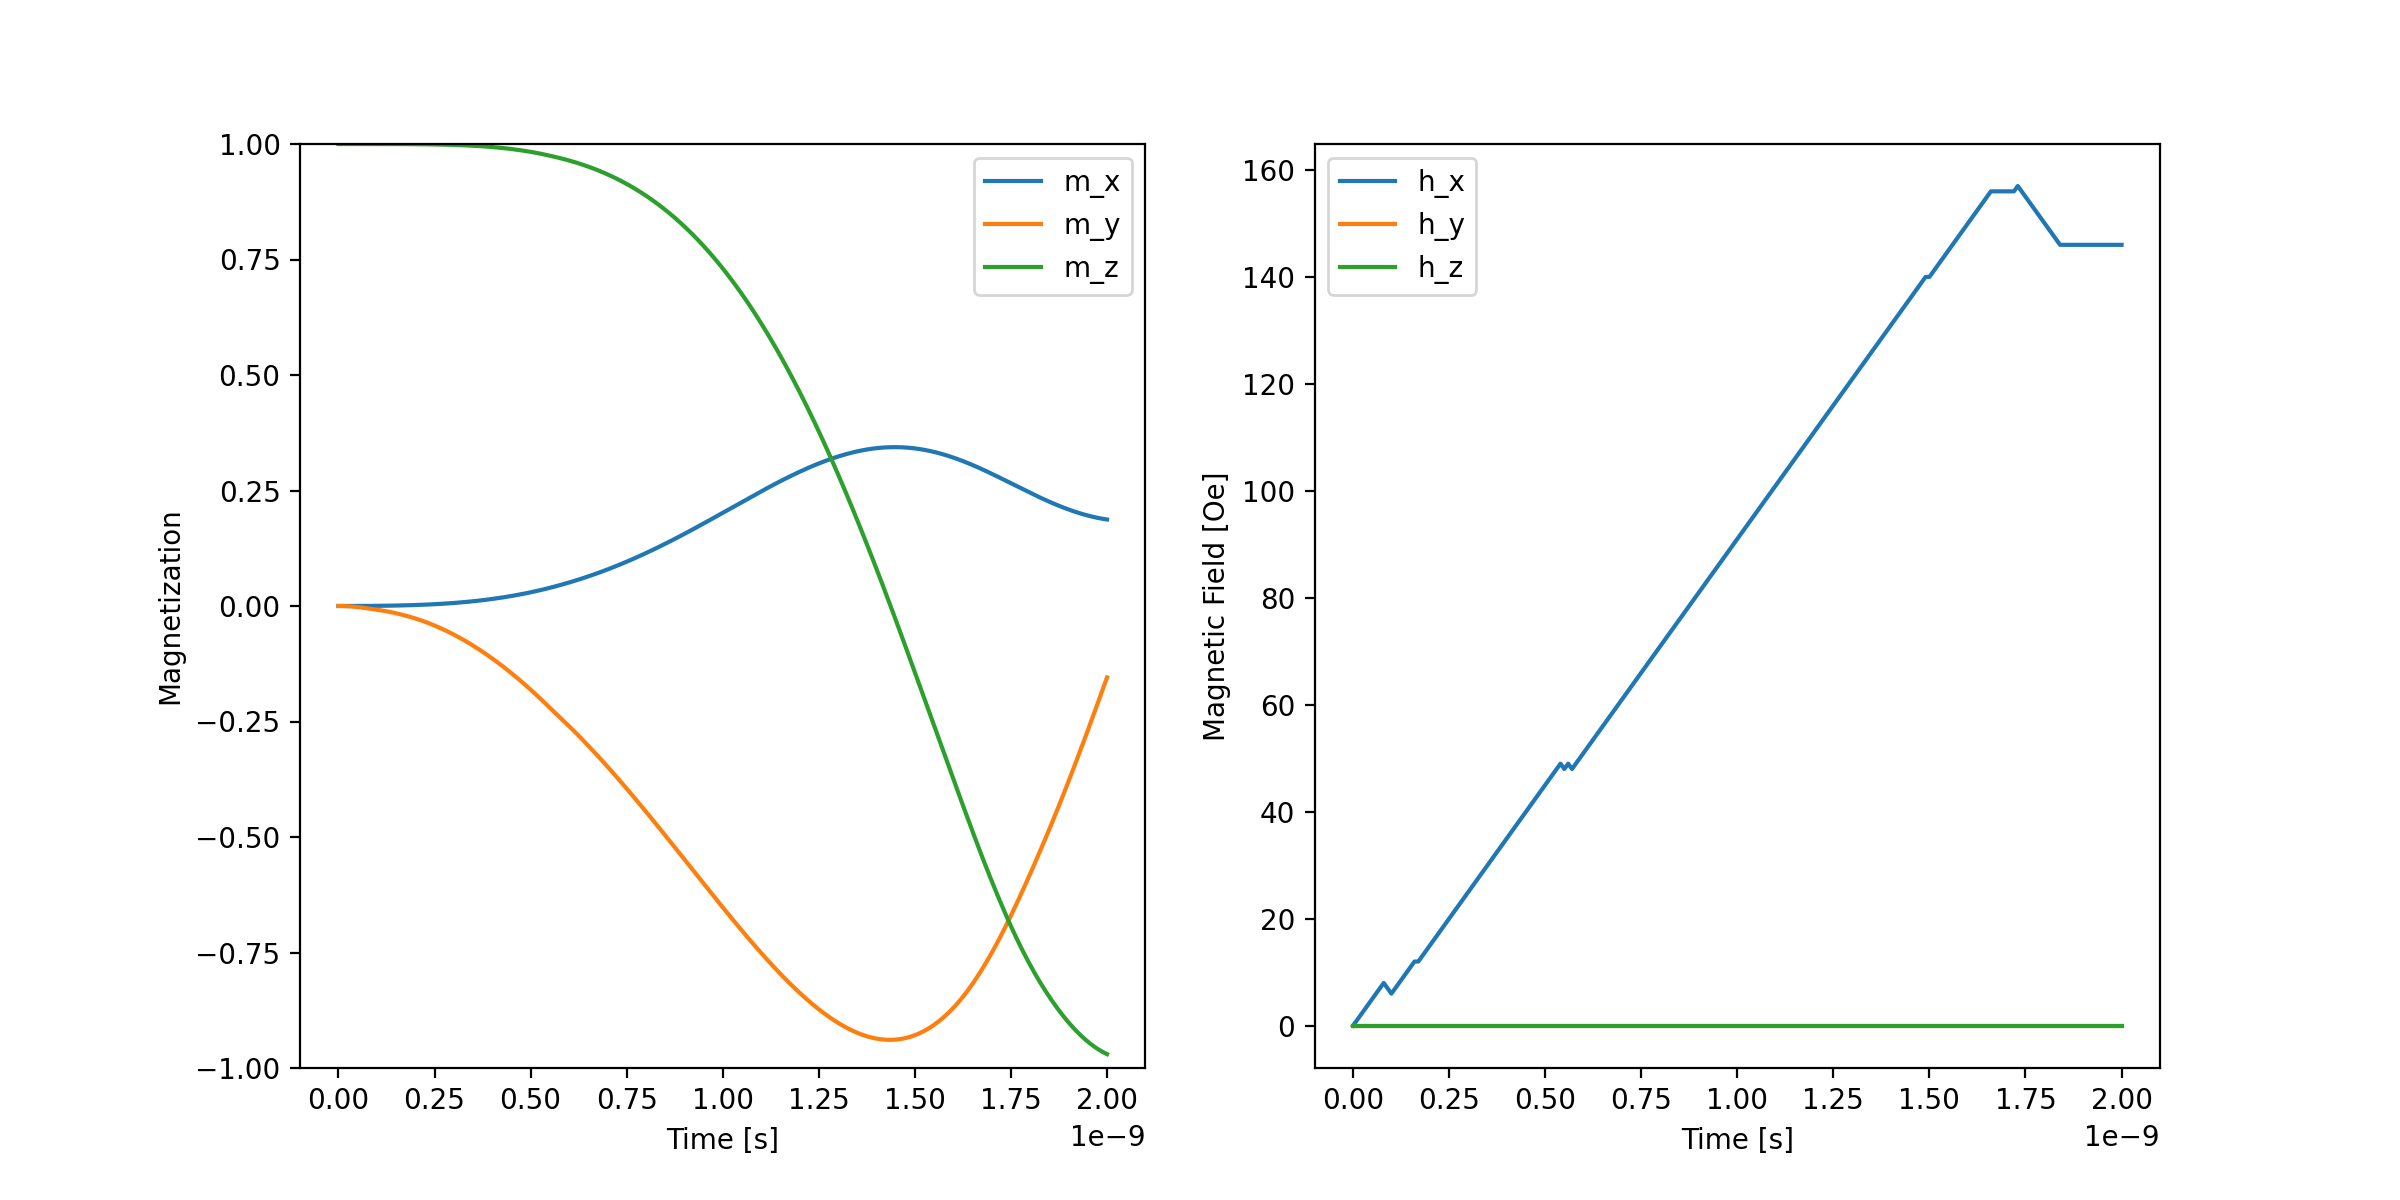 1.00
0.75
0.50
0.25
0.00
−0.25
−0.50
−0.75
−1.00
Magnetization
m_x
m_y
m_z
0.00 0.25 0.50 0.75 1.00 1.25 1.50 1.75 2.00
Time [s]
1e−9
160
140
120
100
80
60
40
20
0
Magnetic Field [Oe]
h_x
h_y
h_z
0.00 0.25 0.50 0.75 1.00 1.25 1.50 1.75 2.00
Time [s]
1e−9